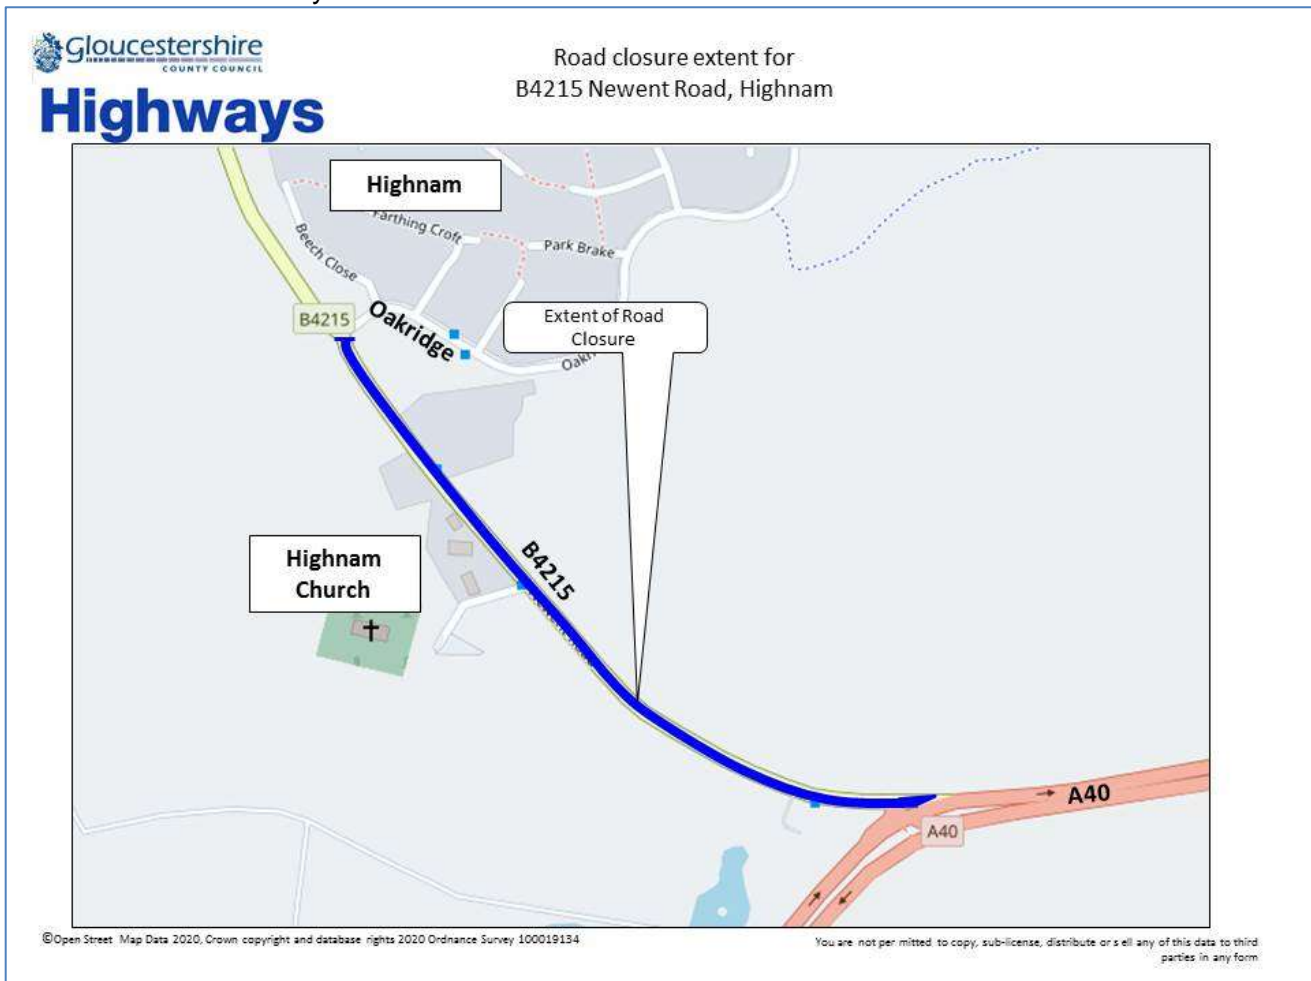 Gloucestershire
COUNTY COUNCIL
Highways
Road closure extent for
B4215 Newent Road, Highnam
Highnam
Farthing Croft
Beech Close
Park Brake
B4215
Oakridge
Extent of Road
Closure
B4215
Highnam
Church
A40
A40
©Open Street Map Data 2020, Crown copyright and database rights 2020 Ordnance Survey 100019134
You are not per mitted to copy, sub-license, distribute or s ell any of this data to third
parties in any form